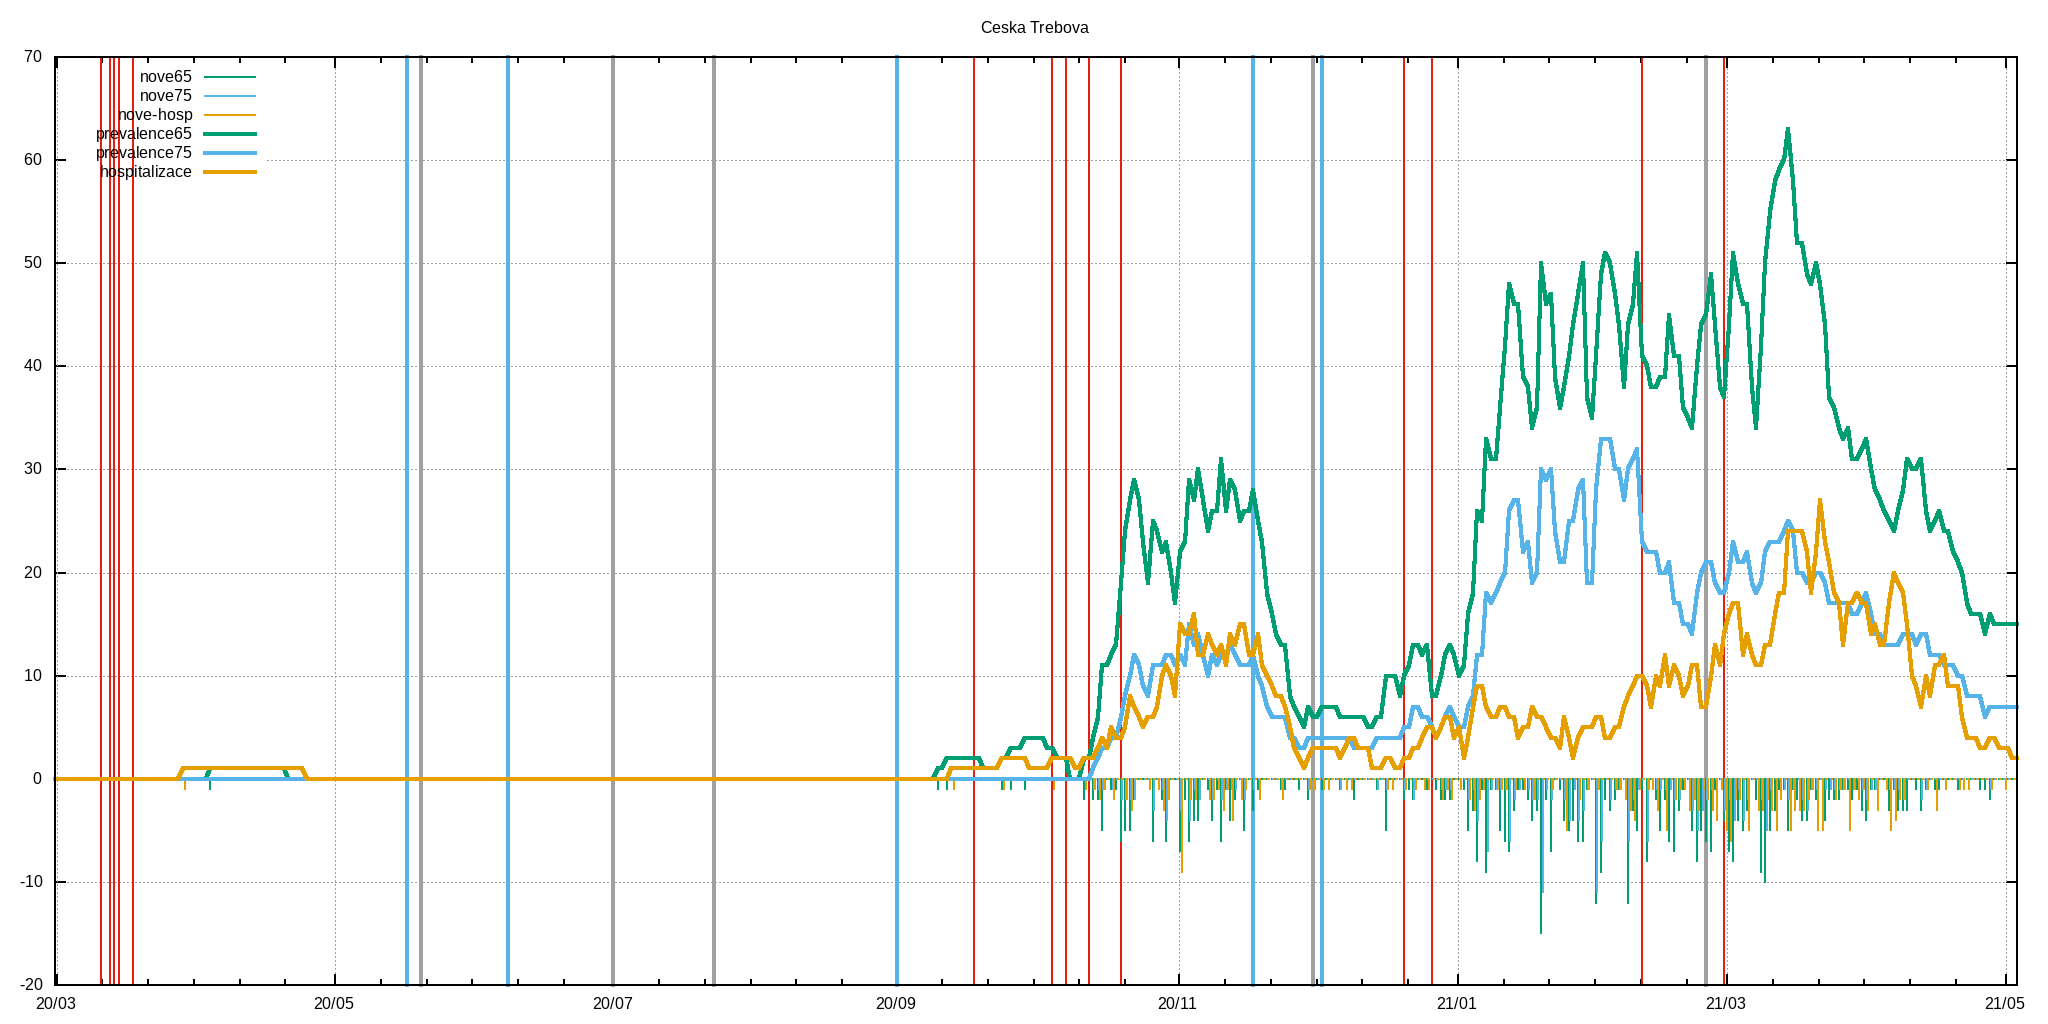 Ceska Trebova
70
60
50
40
30
20
10
0
-10
-20
nove65
nove75
nove-hosp
prevalence65
prevalence75
hospitalizace
20/03 20/05 20/07 20/09 20/11 21/01 21/03 21/05